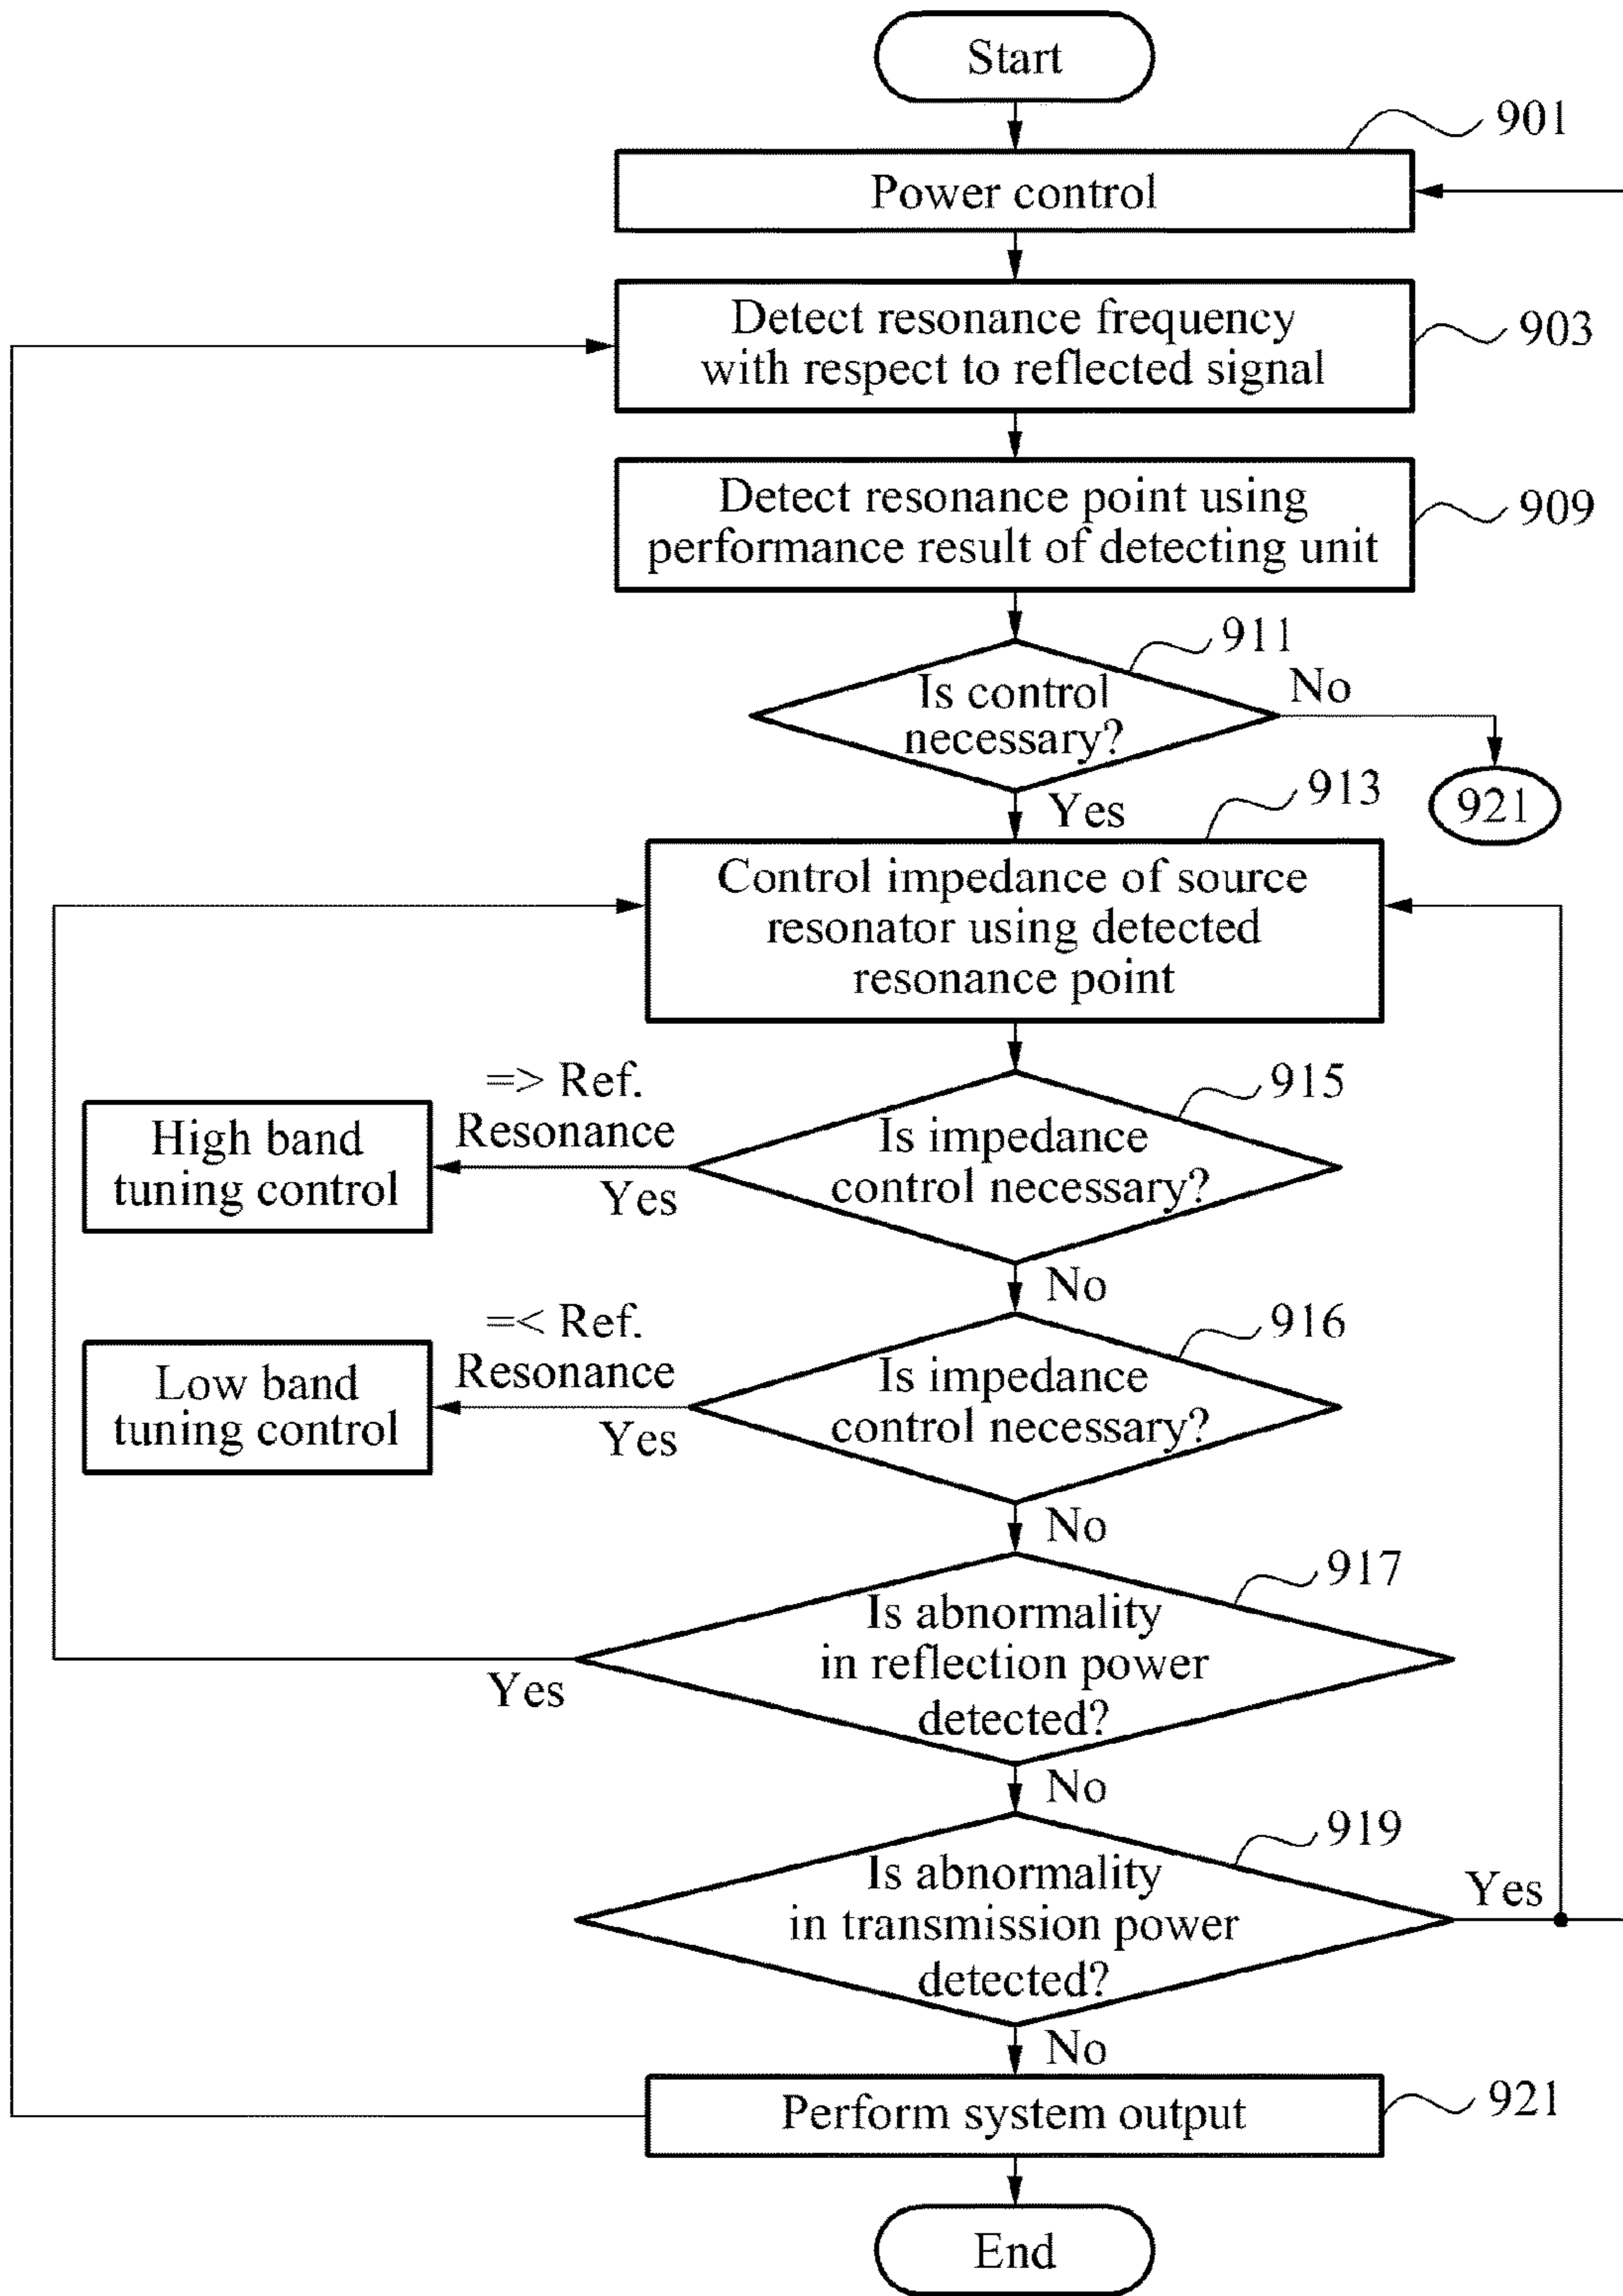 Start
901
Power control
Detect resonance frequency
with respect to reflected signal
903
Detect resonance point using
performance result of detecting unit
909
911
Is control
necessary?
No
921
Yes
913
Control impedance of source
resonator using detected
resonance point
915
Is impedance
control necessary?
=> Ref.
Resonance
Yes
High band
tuning control
No
916
Is impedance
control necessary?
=< Ref.
Resonance
Yes
Low band
tuning control
No
917
Is abnormality
in reflection power
detected?
Yes
No
919
Is abnormality
in transmission power
detected?
Yes
No
Perform system output
921
End